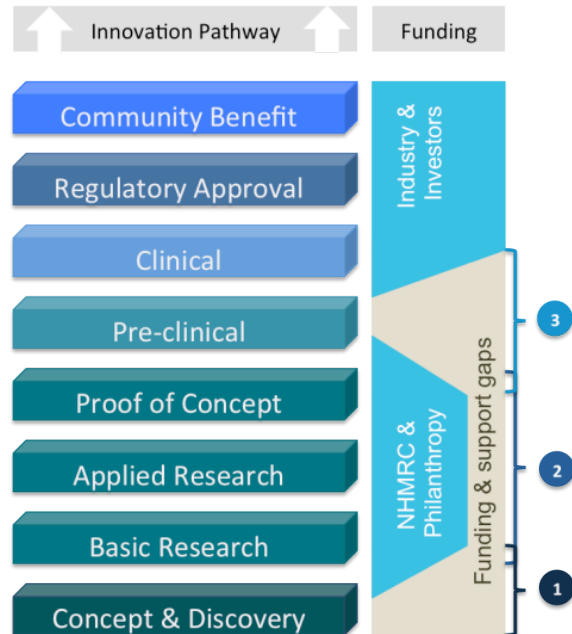 Innovation Pathway
Funding
Community Benefit
Regulatory Approval
Clinical
Pre-clinical
Proof of Concept
Applied Research
Basic Research
Concept & Discovery
Industry &
Investors
NHMRC &
Philanthropy
Funding & support gaps
3
2
1